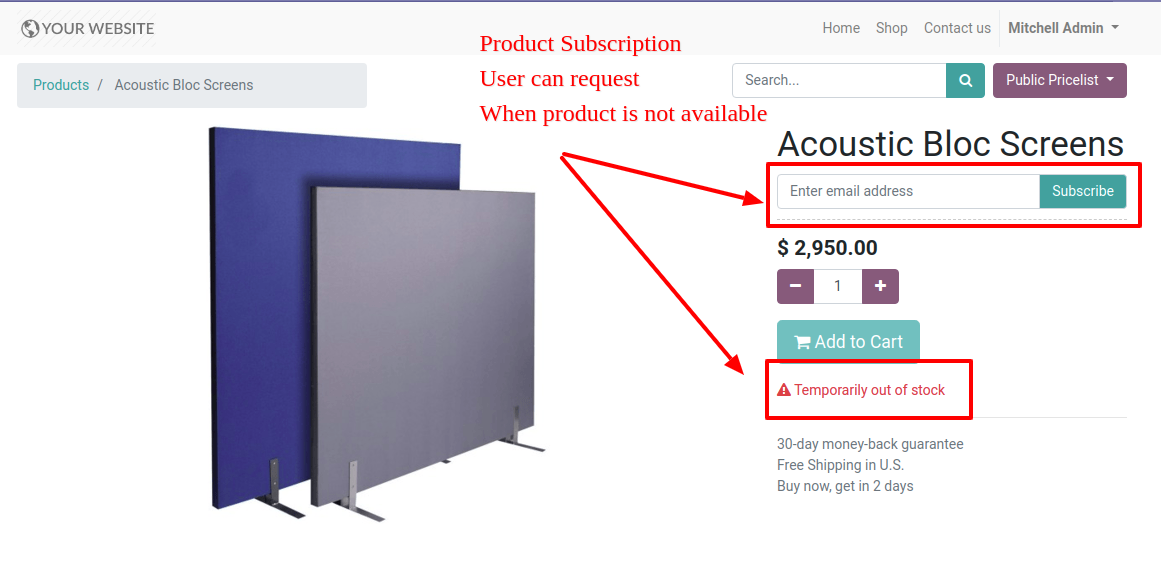 YOUR WEBSITE
Home
Shop
Contact us
Mitchell Admin
Product Subscription
User can request
When product is not available
Products / Acoustic Bloc Screens
Search...
Public Pricelist
Acoustic Bloc Screens
Enter email address
Subscribe
$ 2,950.00
1
Add to Cart
Temporarily out of stock
30-day money-back guarantee
Free Shipping in U.S.
Buy now, get in 2 days